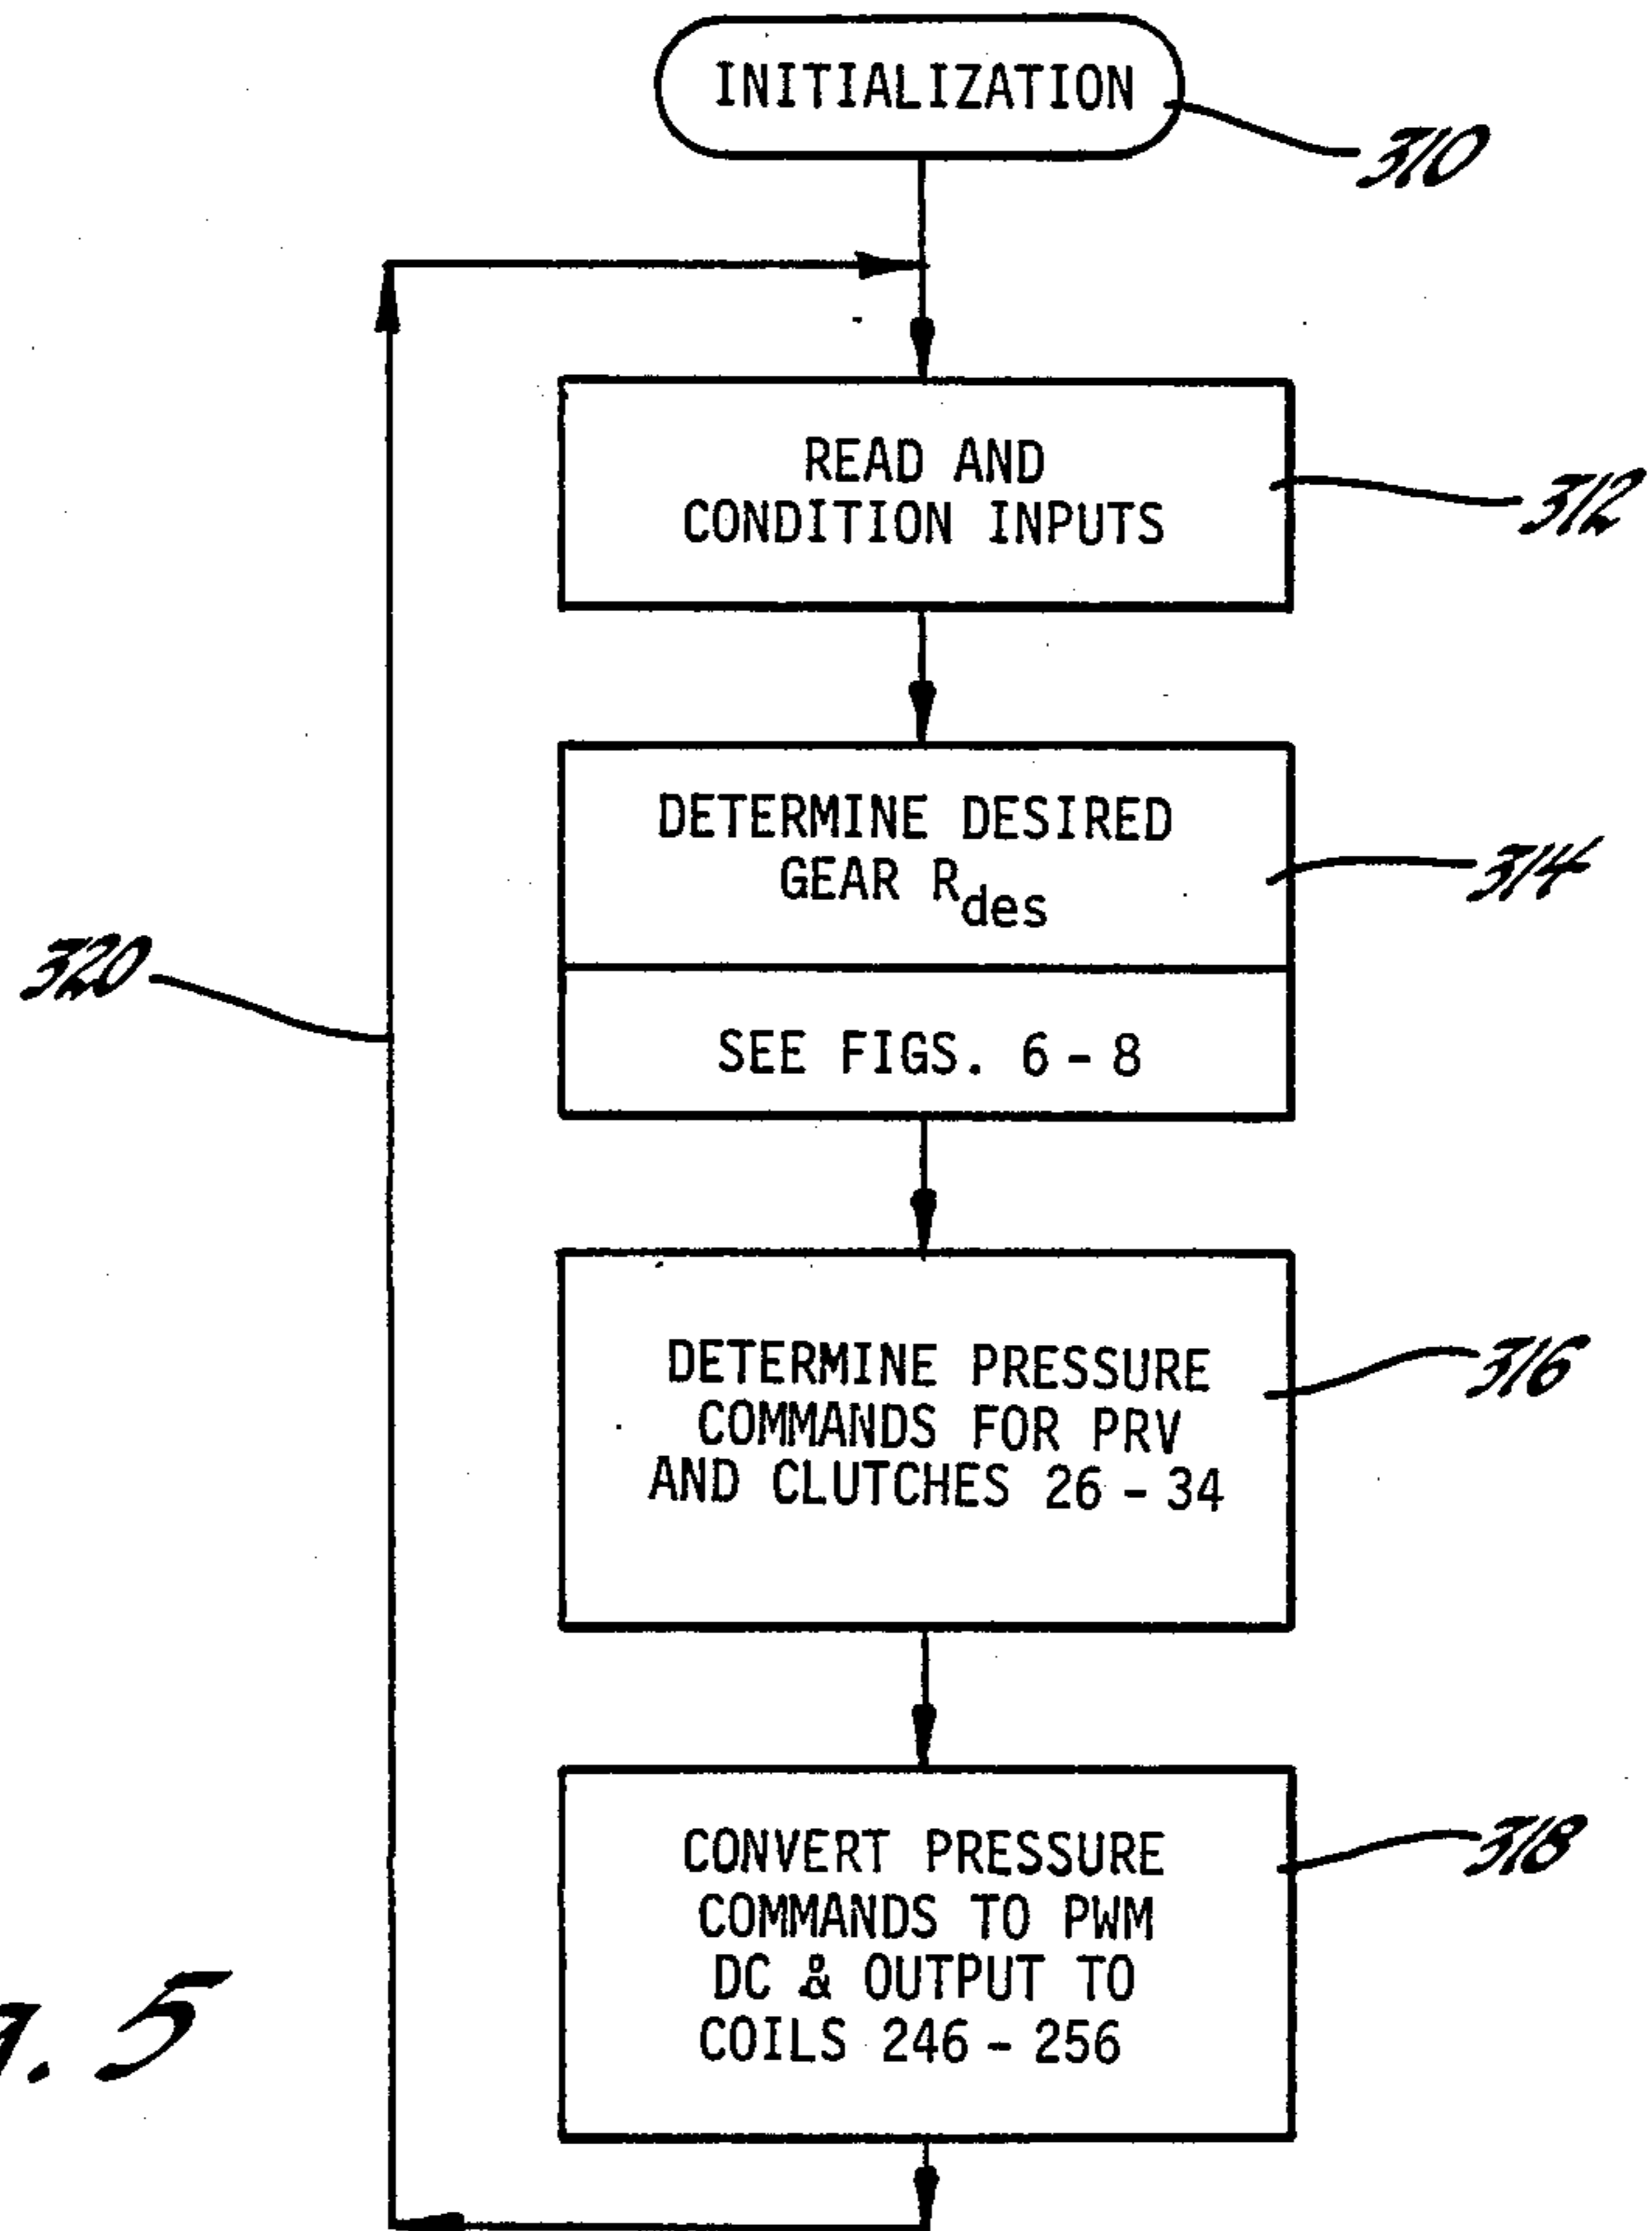 INITIALIZATION
310
READ AND
CONDITION INPUTS
312
DETERMINE DESIRED
GEAR Rdes
314
SEE FIGS. 6 - 8
320
DETERMINE PRESSURE
COMMANDS FOR PRV
AND CLUTCHES 26 - 34
316
CONVERT PRESSURE
COMMANDS TO PWM
DC & OUTPUT TO
COILS 246 - 256
318
. 5